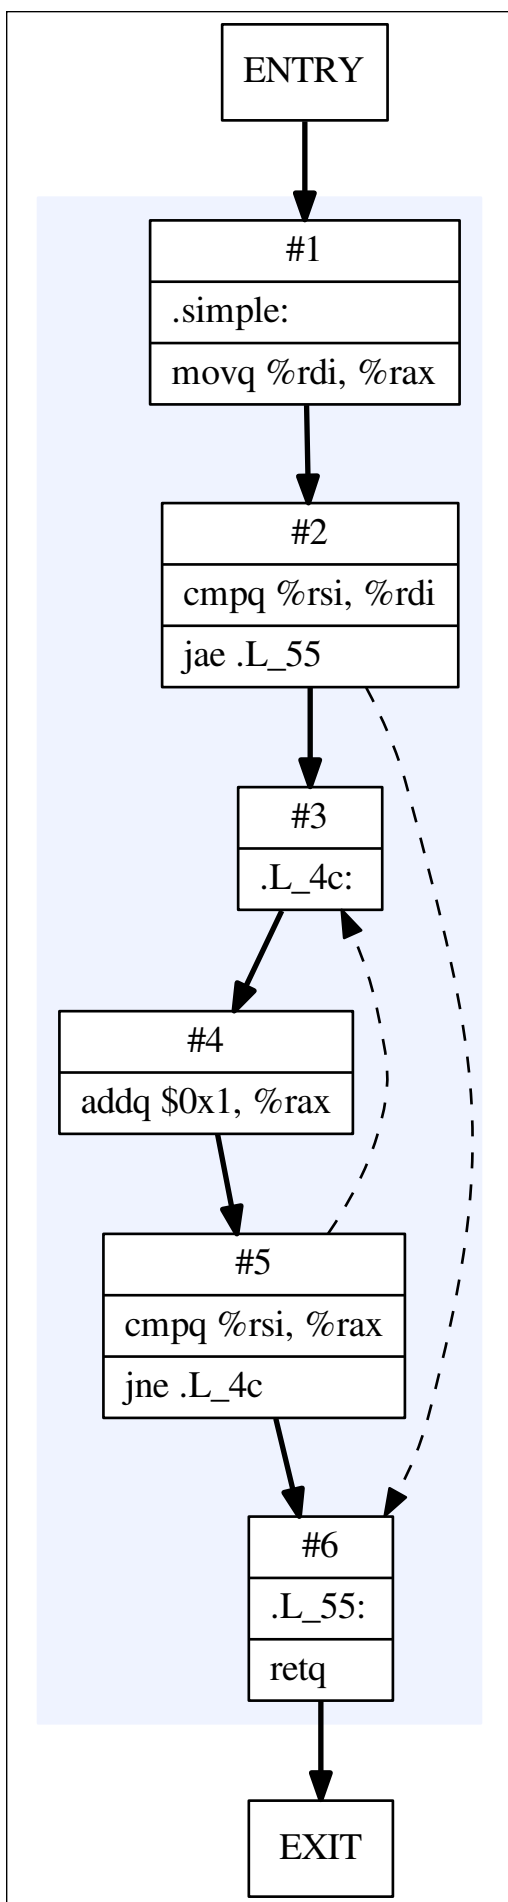 ENTRY
#1
.simple:
movq %rdi, %rax
#2
cmpq %rsi, %rdi
jae .L_55
#3
.L_4c:
#4
addq $0x1, %rax
#5
cmpq %rsi, %rax
jne .L_4c
#6
.L_55:
retq
EXIT